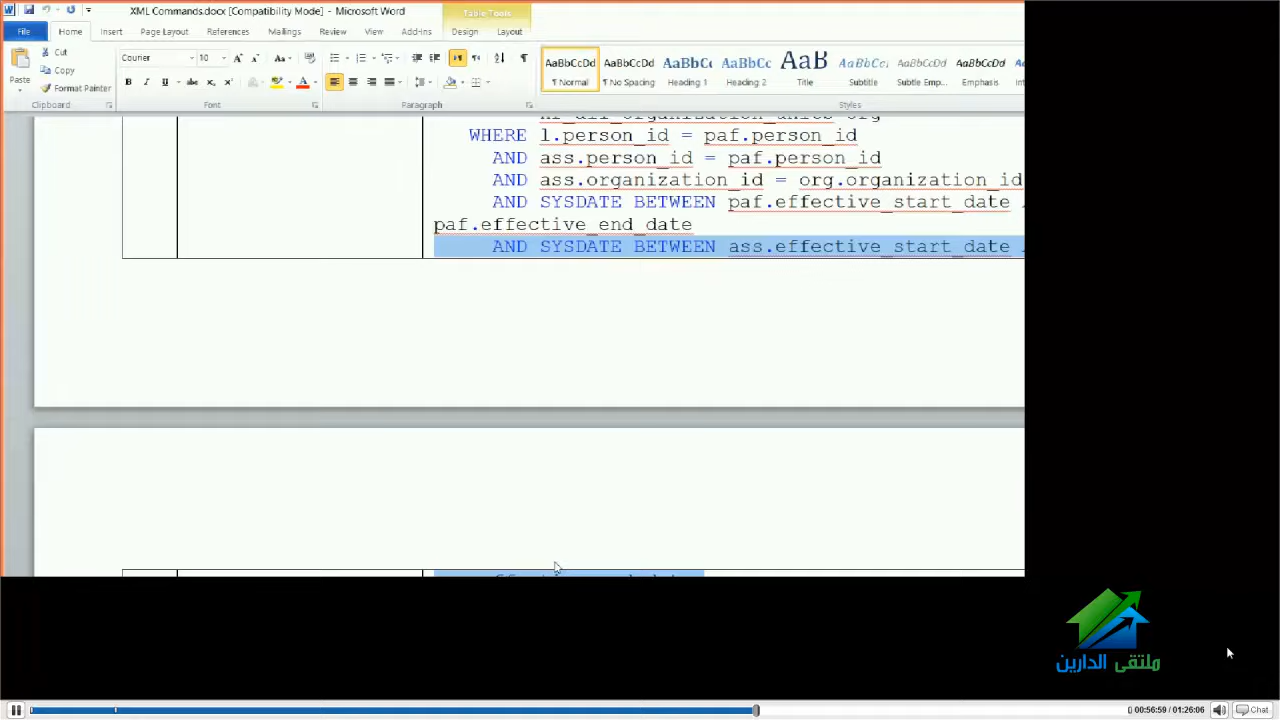 XML Commands.docx [Compatibility Mode] - Microsoft Word
Table Tools
File Home Insert Page Layout References Mailings Review View Add-Ins Design Layout
Cut
Copy
Format Painter
Paste
Courier 10
AaBbCcDd AaBbCcDd AaBbCc AaBbCc AaB AaBbCc AaBbCcDd AaBbCcDd
¶ Normal ¶ No Spacing Heading 1 Heading 2 Title Subtitle Subtle Emp... Emphasis
Clipboard Font Paragraph Styles
hr_all_organization_units org
WHERE l.person_id = paf.person_id
AND ass.person_id = paf.person_id
AND ass.organization_id = org.organization_id
AND SYSDATE BETWEEN paf.effective_start_date
paf.effective_end_date
AND SYSDATE BETWEEN ass.effective_start_date
ملتقى الدارين
00:56:59 / 01:26:06 Chat